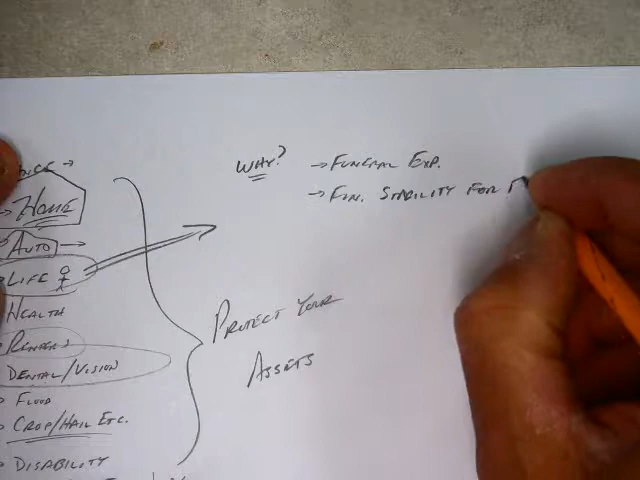 →
HOME
AUTO →
LIFE
HEALTH
RENTERS
DENTAL/VISION
FLOOD
CROP/HAIL ETC.
DISABILITY
PROTECT YOUR
ASSETS
WHY? → FUNERAL EXP.
→ FIN. STABILITY FOR